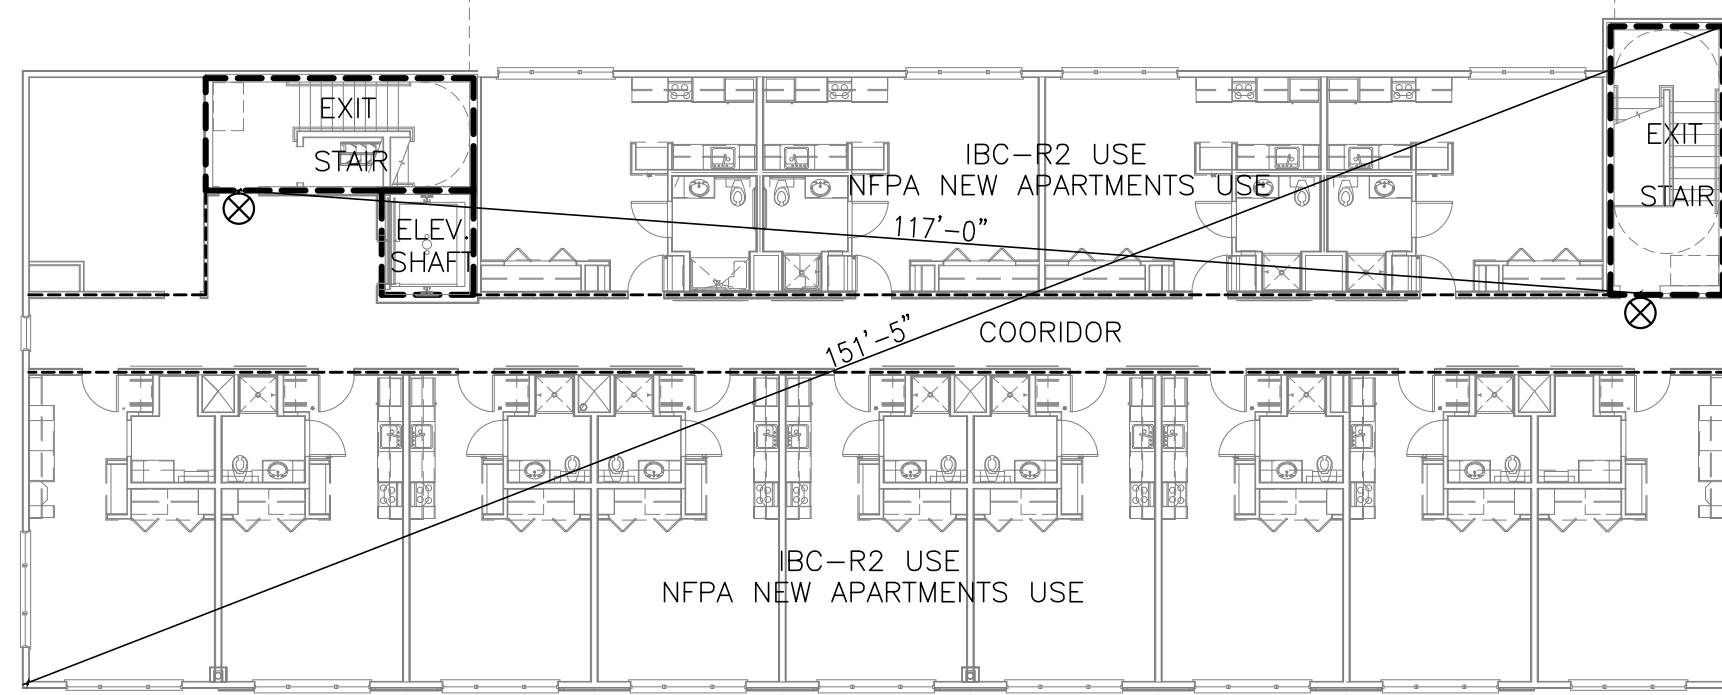 EXIT
STAIR
ELEV.
SHAFT
IBC-R2 USE
NFPA NEW APARTMENTS USE
117'-0"
EXIT
STAIR
COORIDOR
151'-5"
IBC-R2 USE
NFPA NEW APARTMENTS USE